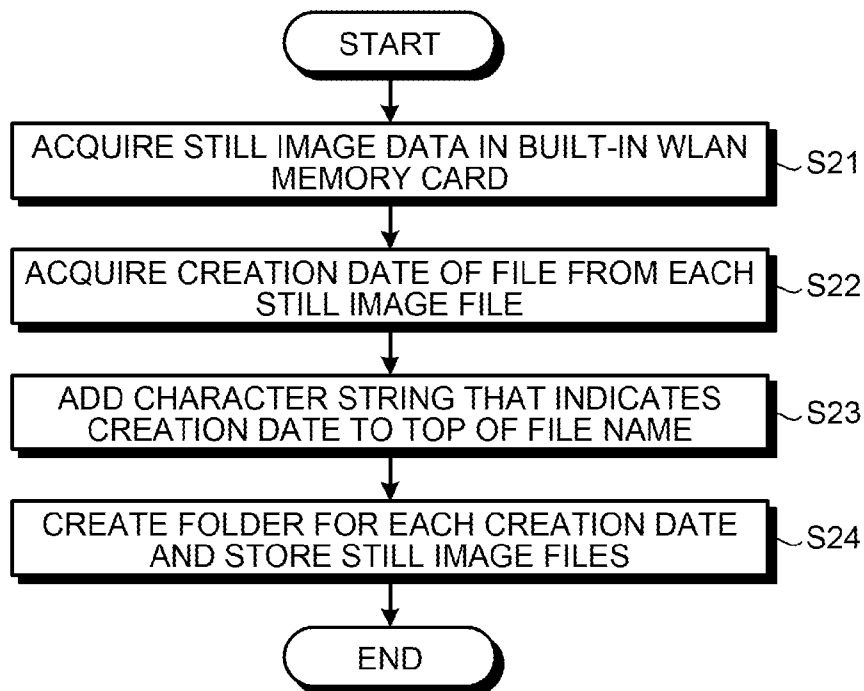 START
ACQUIRE STILL IMAGE DATA IN BUILT-IN WLAN
MEMORY CARD
S21
ACQUIRE CREATION DATE OF FILE FROM EACH
STILL IMAGE FILE
S22
ADD CHARACTER STRING THAT INDICATES
CREATION DATE TO TOP OF FILE NAME
S23
CREATE FOLDER FOR EACH CREATION DATE
AND STORE STILL IMAGE FILES
S24
END